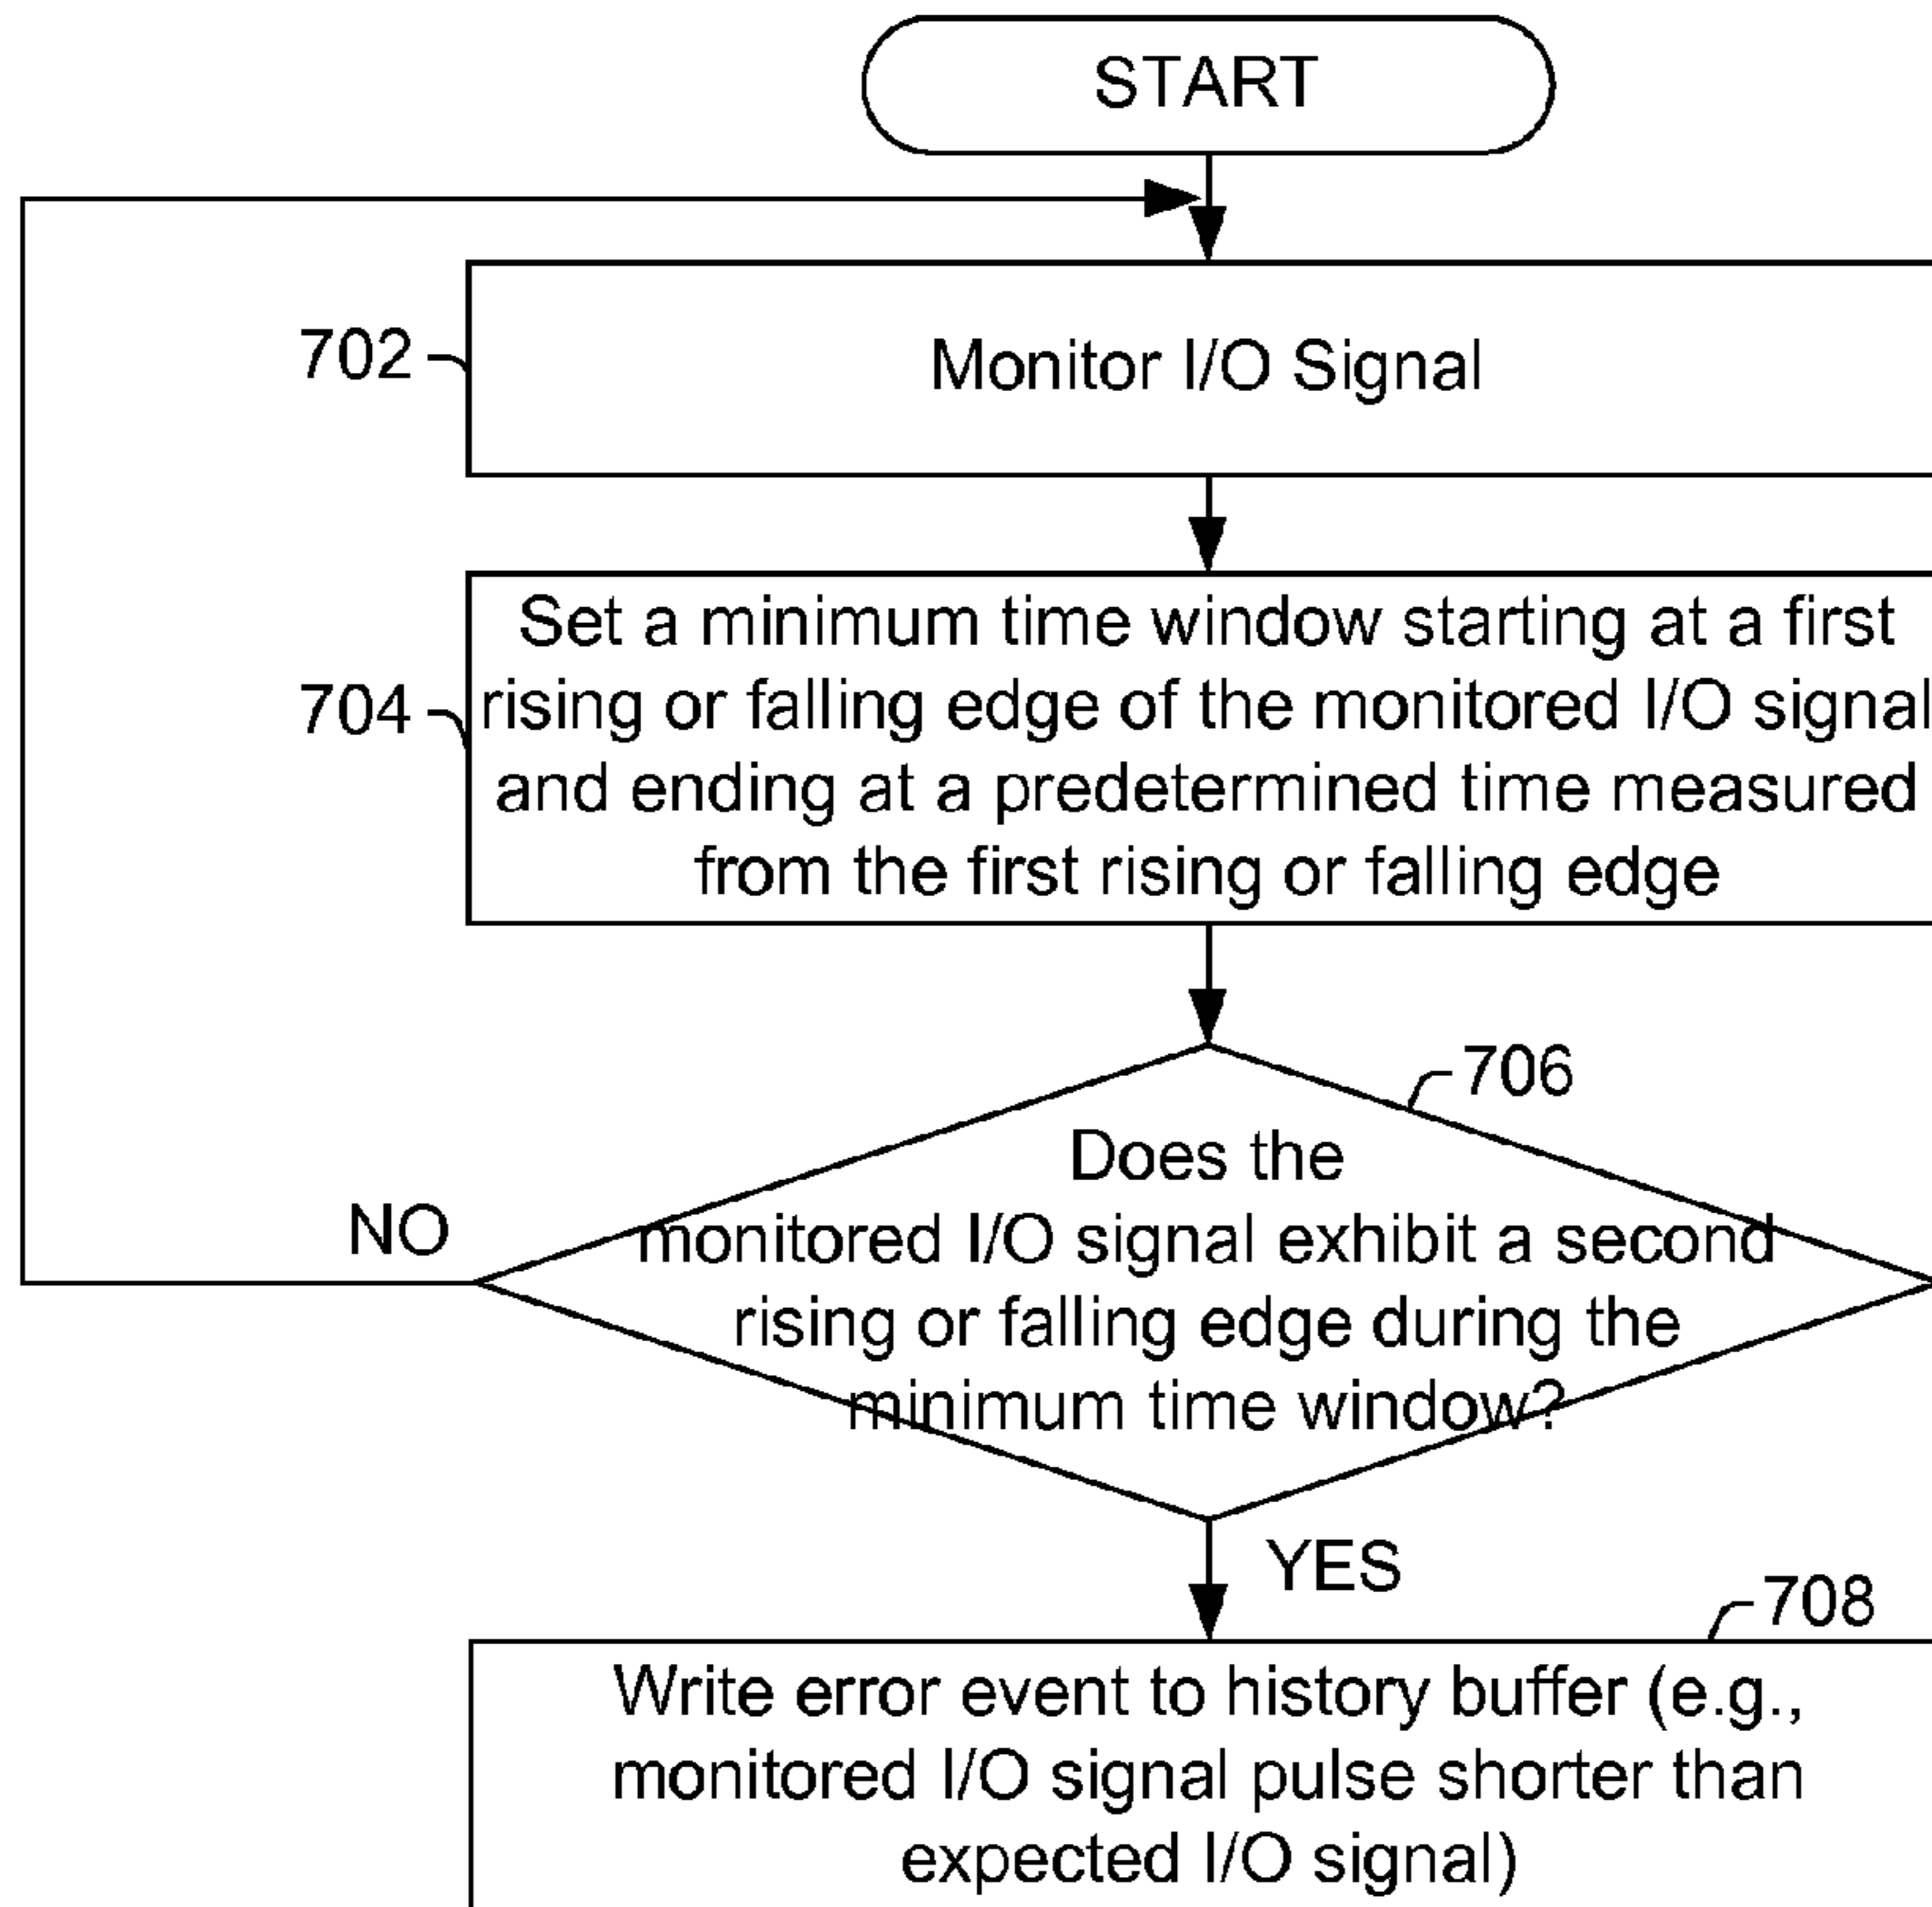 START
702
Monitor I/O Signal
704
Set a minimum time window starting at a first
rising or falling edge of the monitored I/O signal
and ending at a predetermined time measured
from the first rising or falling edge
706
Does the
monitored I/O signal exhibit a second
rising or falling edge during the
minimum time window?
NO
YES
708
Write error event to history buffer (e.g.,
monitored I/O signal pulse shorter than
expected I/O signal)